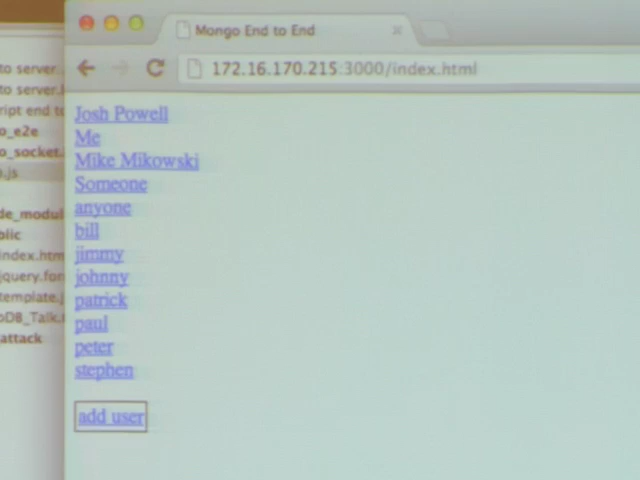 Mongo End to End
172.16.170.215:3000/index.html
to server
to server.
ript end to
o_e2e
o_socket.
.js
de_modul
blic
index.htm
jquery.for
template.j
oDB_Talk.
attack
Josh Powell
Me
Mike Mikowski
Someone
anyone
bill
jimmy
johnny
patrick
paul
peter
stephen
add user